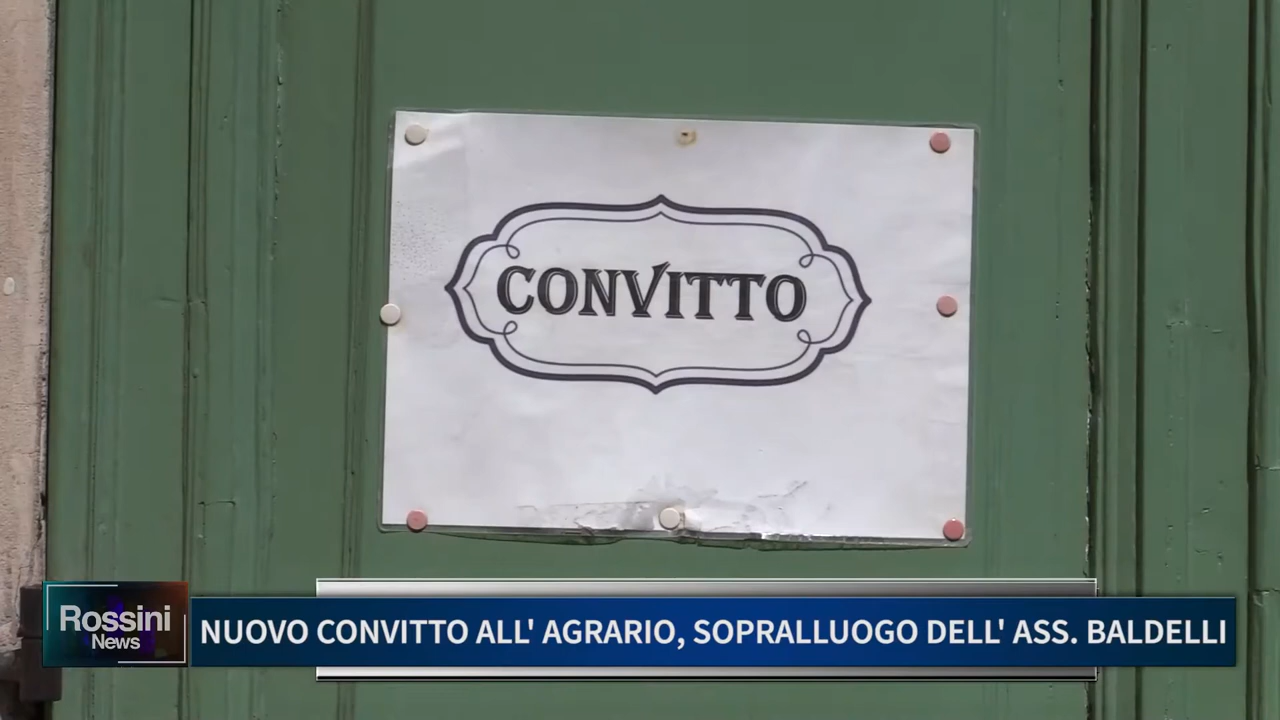 CONVITTO
Rossini
News
NUOVO CONVITTO ALL' AGRARIO, SOPRALLUOGO DELL' ASS. BALDELLI